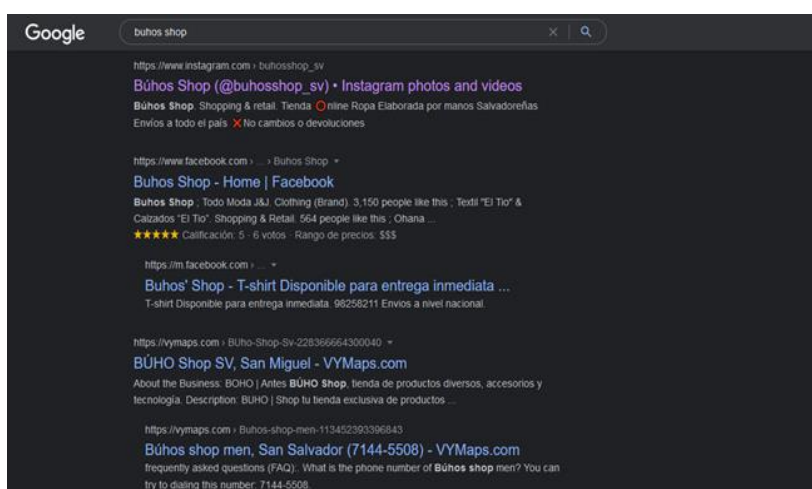 Google
buhos shop
https://www.instagram.com › buhosshop_sv
Búhos Shop (@buhosshop_sv) • Instagram photos and videos
Búhos Shop. Shopping & retail. Tienda ⭕nline Ropa Elaborada por manos Salvadoreñas
Envíos a todo el país ❌No cambios o devoluciones
https://www.facebook.com › ... › Buhos Shop
Buhos Shop - Home | Facebook
Buhos Shop ; Todo Moda J&J. Clothing (Brand). 3,150 people like this ; Textil "El Tio" &
Calzados "El Tio". Shopping & Retail. 564 people like this ; Ohana ...
★★★★★ Calificación: 5 · 6 votos · Rango de precios: $$$
https://m.facebook.com › ...
Buhos' Shop - T-shirt Disponible para entrega inmediata ...
T-shirt Disponible para entrega inmediata. 98258211 Envios a nivel nacional.
https://vymaps.com › BUho-Shop-Sv-228366664300040
BÚHO Shop SV, San Miguel - VYMaps.com
About the Business: BOHO | Antes BÚHO Shop, tienda de productos diversos, accesorios y
tecnología. Description: BUHO | Shop tu tienda exclusiva de productos ...
https://vymaps.com › Buhos-shop-men-113452393396843
Búhos shop men, San Salvador (7144-5508) - VYMaps.com
frequently asked questions (FAQ):. What is the phone number of Búhos shop men? You can
try to dialing this number: 7144-5508.